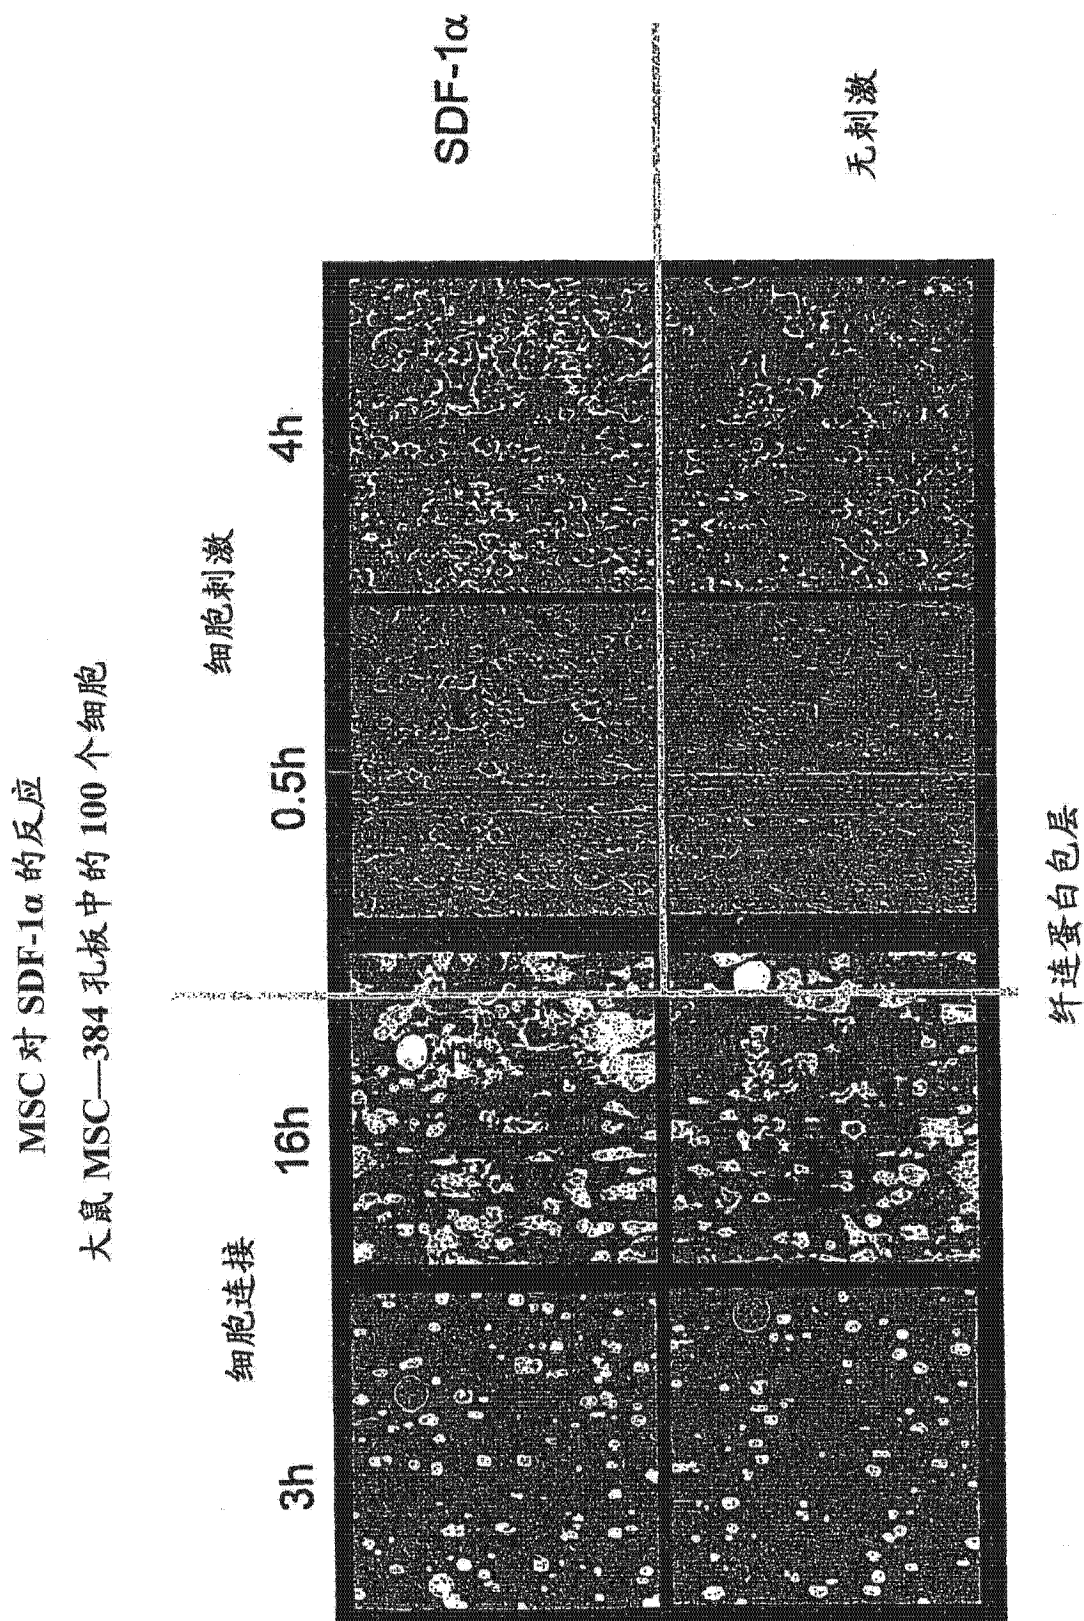 MSC 对 SDF-1α 的反应
大鼠 MSC—384 孔板中的 100 个细胞
细胞连接
细胞刺激
3h
16h
0.5h
4h
SDF-1α
无刺激
纤连蛋白包层